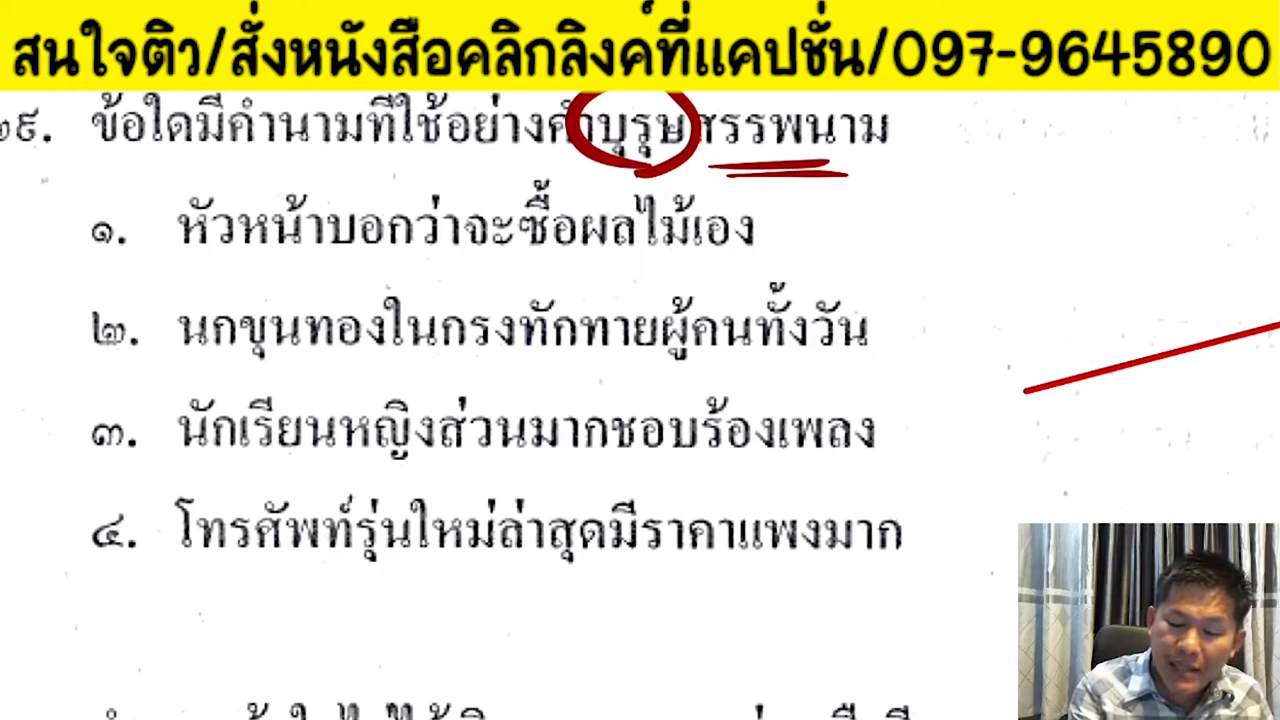 สนใจติว/สั่งหนังสือคลิกลิงค์ที่แคปชั่น/097-9645890
๒๙. ข้อใดมีคำนามที่ใช้อย่างคำบุรุษสรรพนาม
๑. หัวหน้าบอกว่าจะซื้อผลไม้เอง
๒. นกขุนทองในกรงทักทายผู้คนทั้งวัน
๓. นักเรียนหญิงส่วนมากชอบร้องเพลง
๔. โทรศัพท์รุ่นใหม่ล่าสุดมีราคาแพงมาก